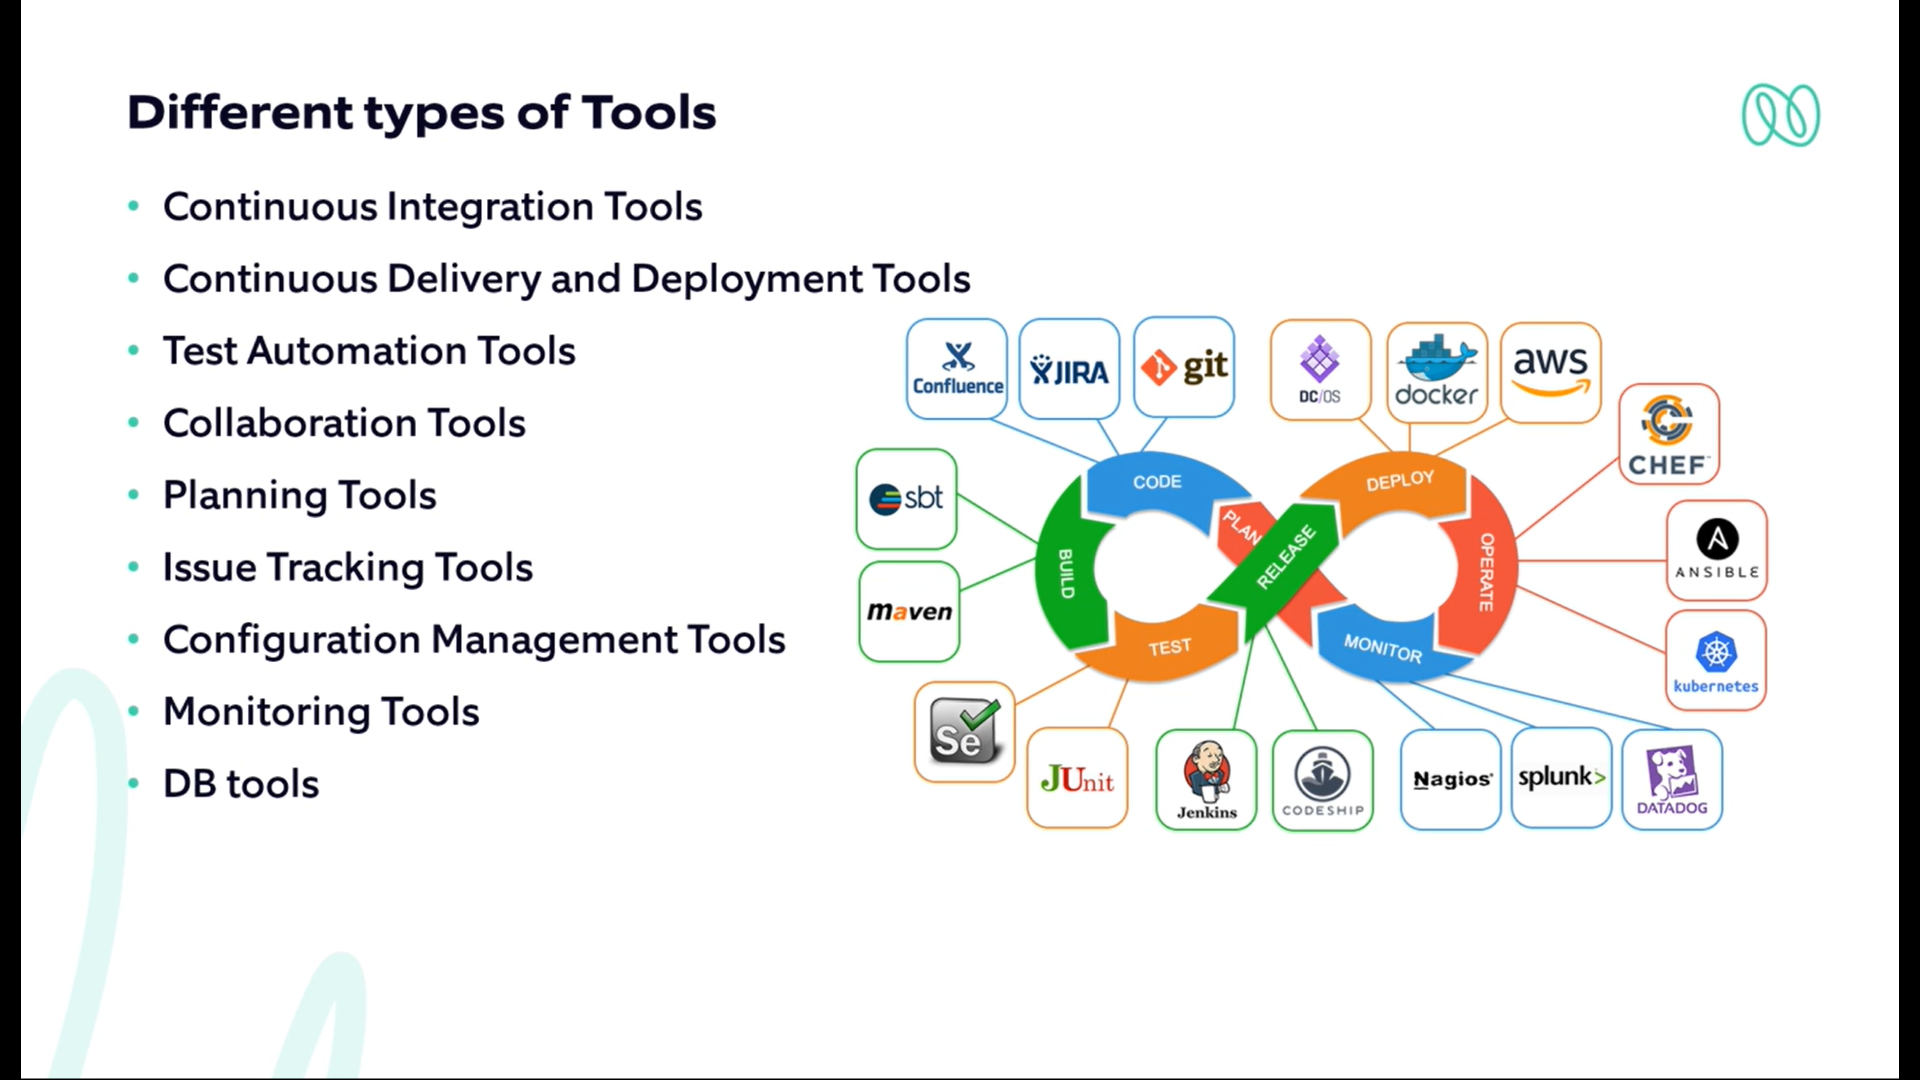 Different types of Tools
• Continuous Integration Tools
• Continuous Delivery and Deployment Tools
• Test Automation Tools
• Collaboration Tools
• Planning Tools
• Issue Tracking Tools
• Configuration Management Tools
• Monitoring Tools
• DB tools
Confluence
JIRA
git
DC/OS
docker
aws
CHEF
sbt
maven
CODE
PLAN
RELEASE
DEPLOY
BUILD
OPERATE
TEST
MONITOR
ANSIBLE
kubernetes
Se
JUnit
Jenkins
CODESHIP
Nagios®
splunk>
DATADOG